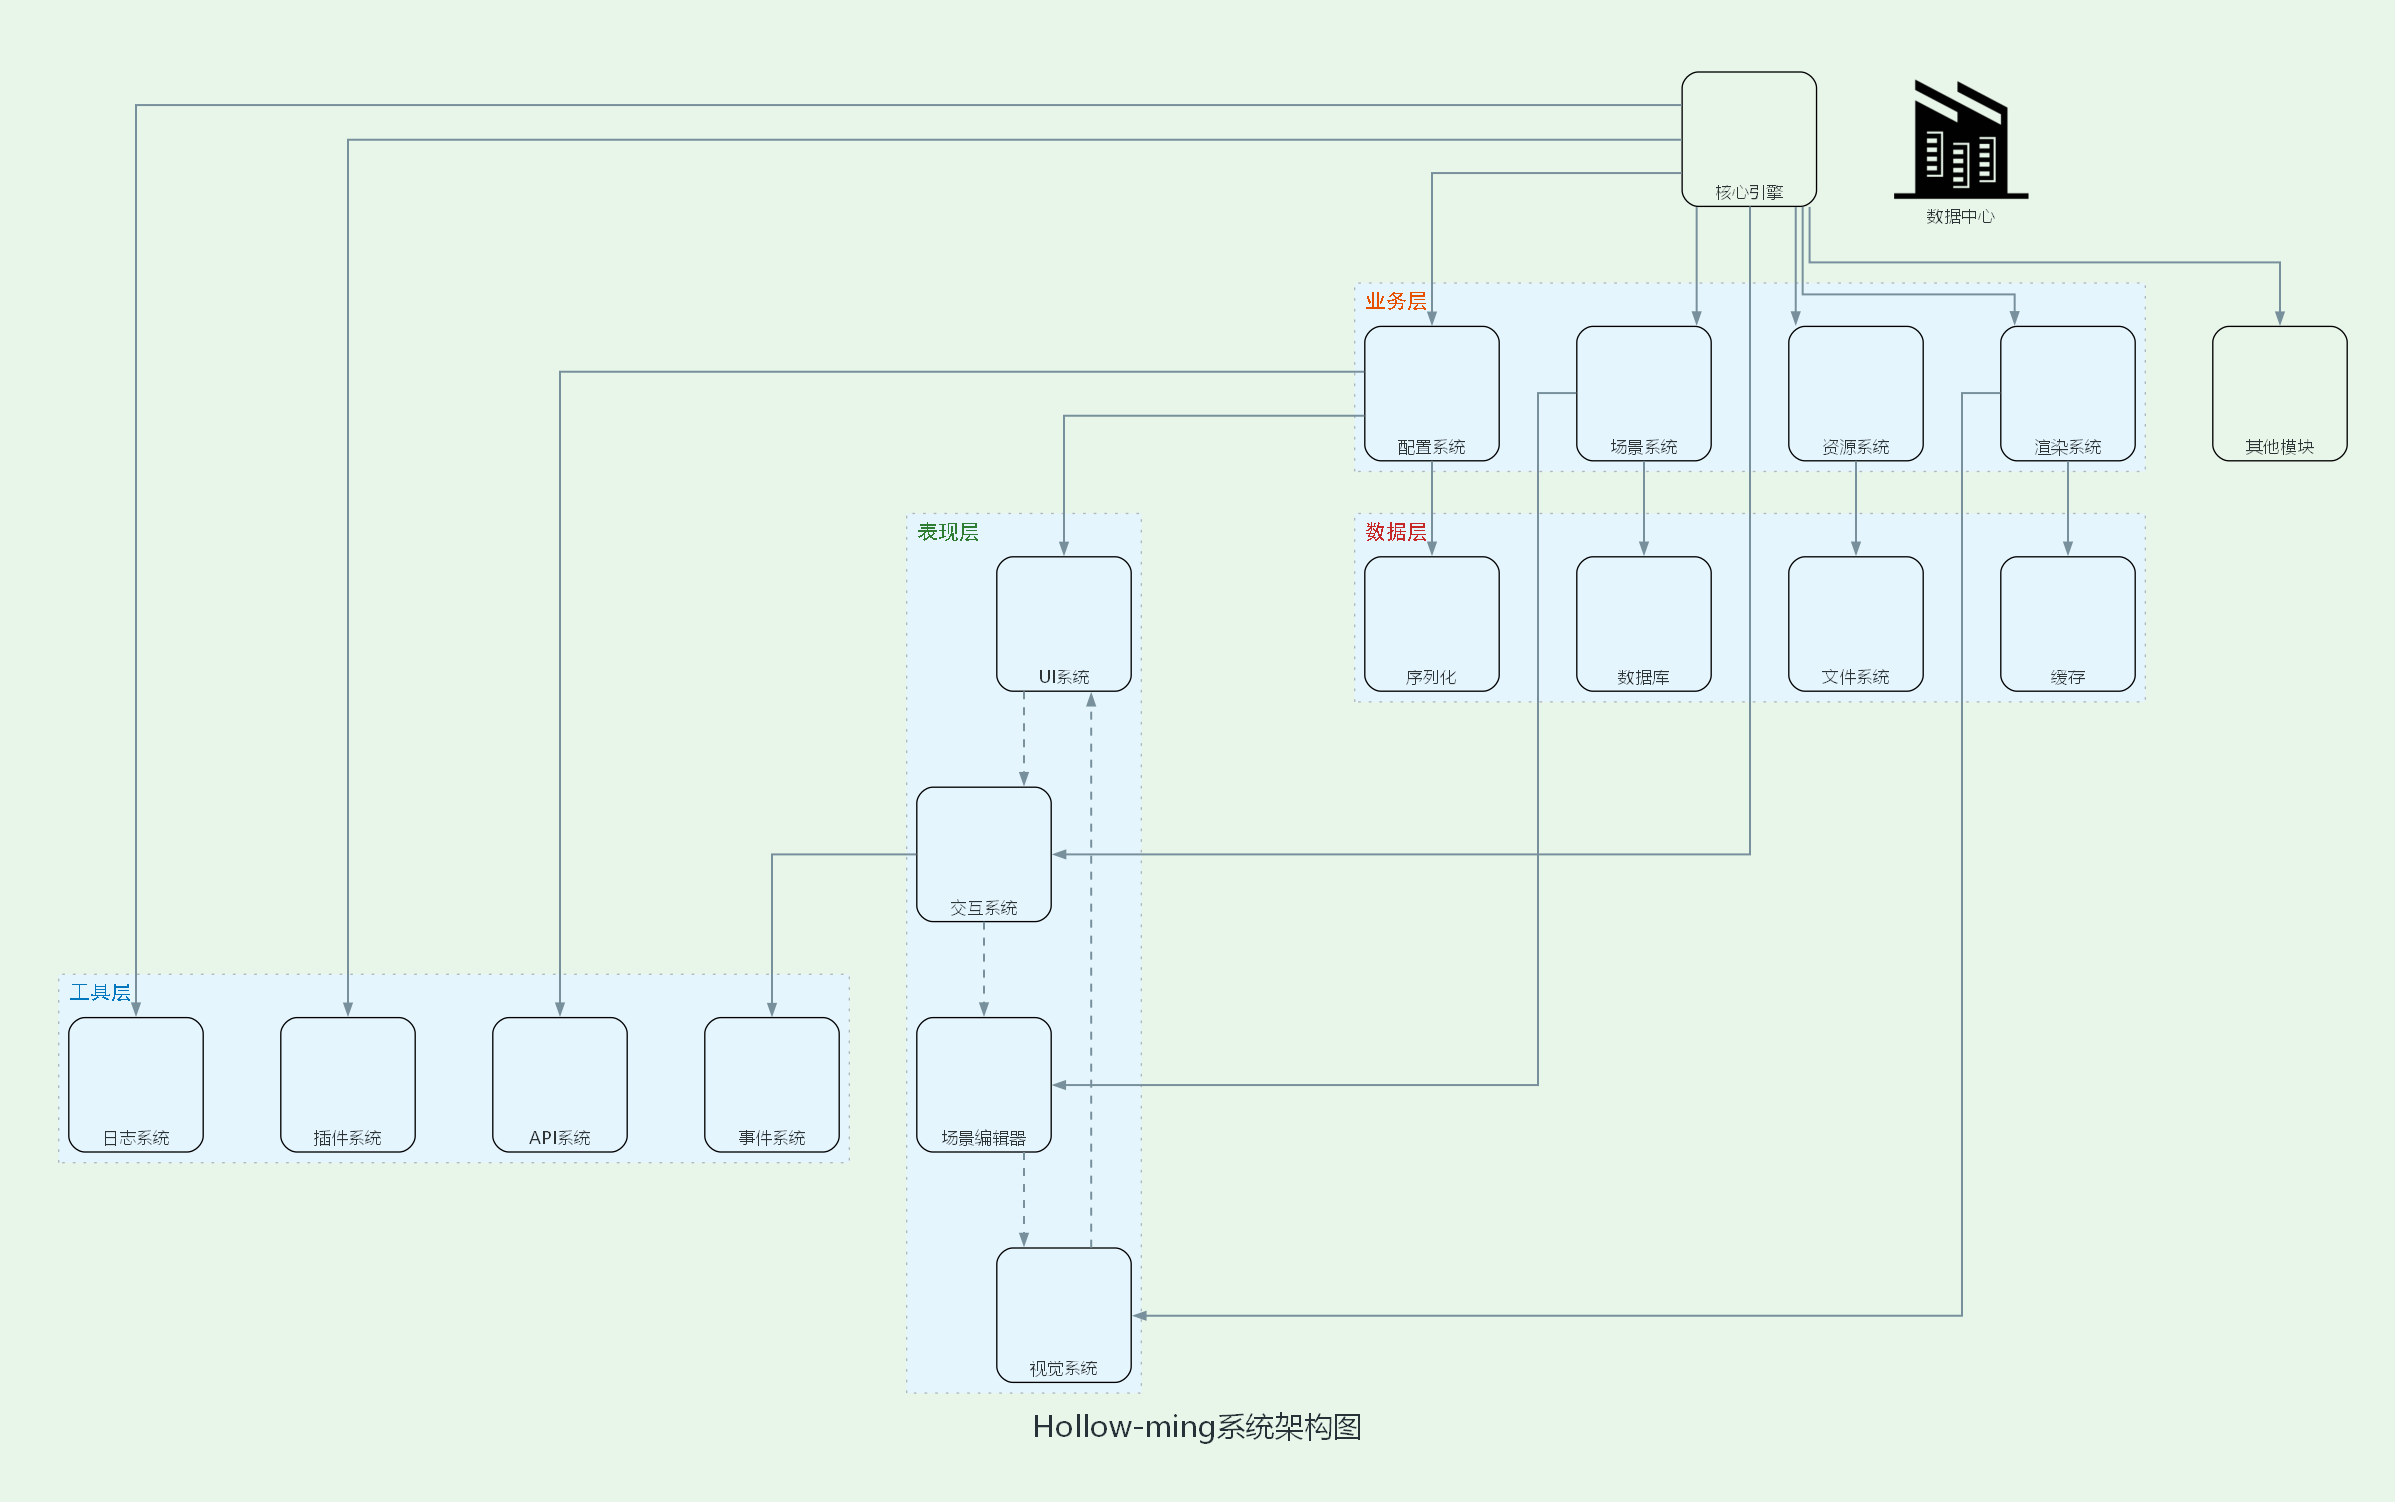 核心引擎
数据中心
业务层
配置系统
场景系统
资源系统
渲染系统
其他模块
表现层
数据层
UI系统
序列化
数据库
文件系统
缓存
交互系统
工具层
日志系统
插件系统
API系统
事件系统
场景编辑器
视觉系统
Hollow-ming系统架构图